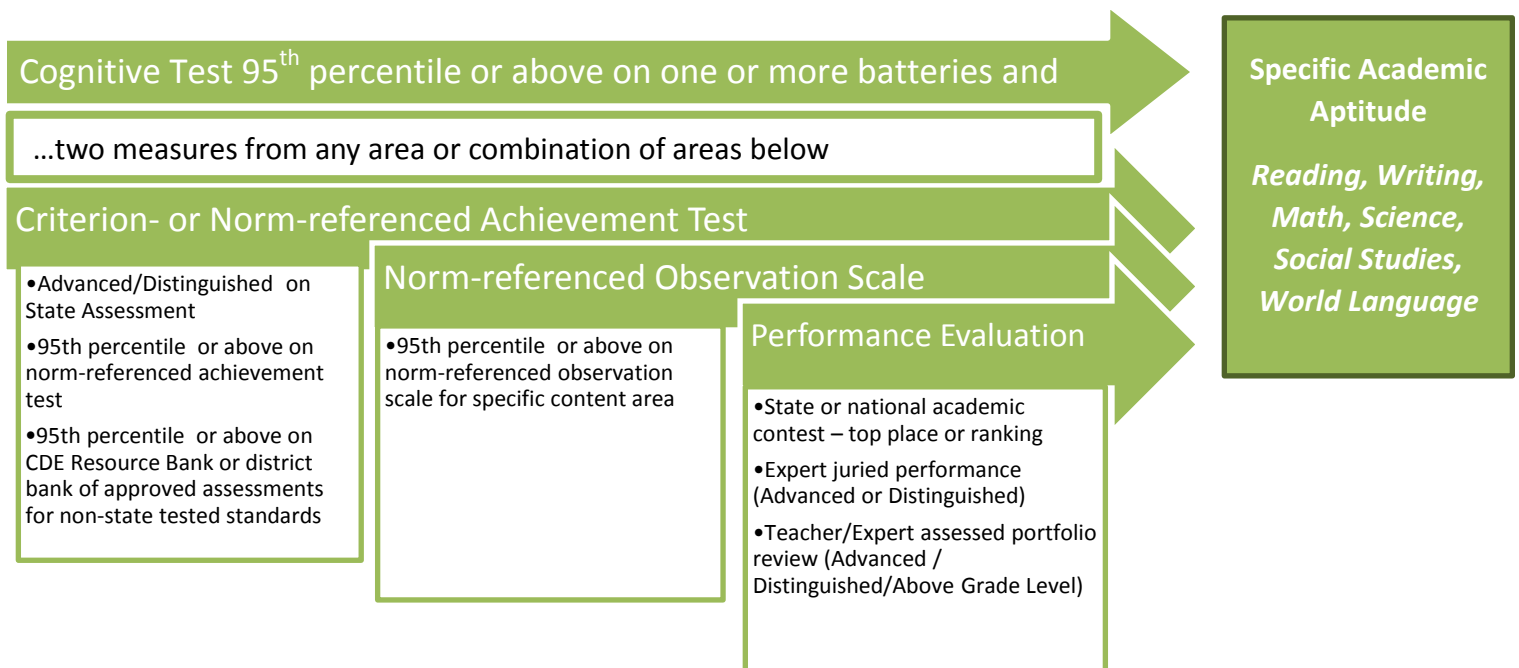 Cognitive Test 95th percentile or above on one or more batteries and
…two measures from any area or combination of areas below
Criterion- or Norm-referenced Achievement Test
•Advanced/Distinguished on
State Assessment
•95th percentile or above on
norm-referenced achievement
test
•95th percentile or above on
CDE Resource Bank or district
bank of approved assessments
for non-state tested standards
Norm-referenced Observation Scale
•95th percentile or above on
norm-referenced observation
scale for specific content area
Performance Evaluation
•State or national academic
contest – top place or ranking
•Expert juried performance
(Advanced or Distinguished)
•Teacher/Expert assessed portfolio
review (Advanced /
Distinguished/Above Grade Level)
Specific Academic
Aptitude
Reading, Writing,
Math, Science,
Social Studies,
World Language